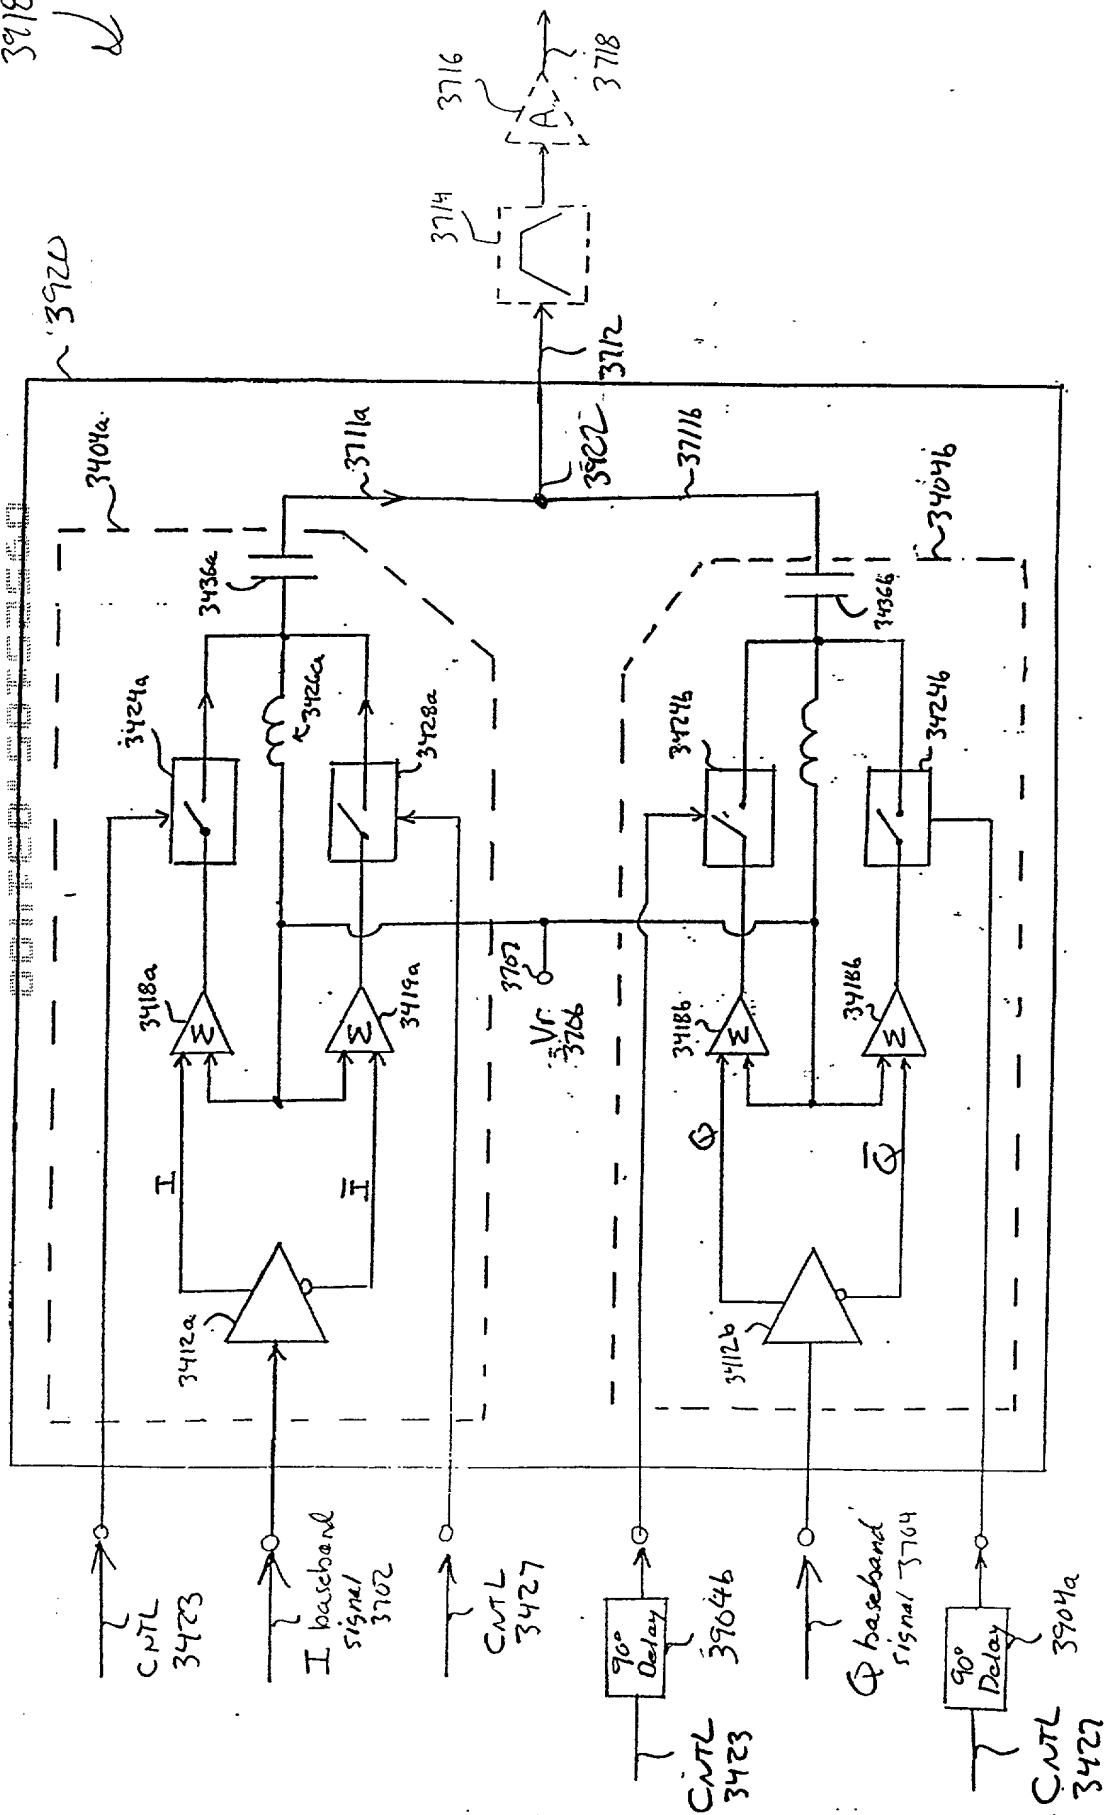 3918
3920
3404a
3424a
3418a
3436a
3711a
3426a
3428a
3419a
I
I̅
3412a
CNTL
3423
I baseband
signal
3702
CNTL
3427
3707
Vr
3706
3922
3712
3714
A
3716
3718
3711b
3404b
3436b
3424b
3424b
3418b
3418b
Σ
Σ
Σ
Σ
Q
Q̅
3412b
90°
Delay
3904b
CNTL
3423
Q baseband
signal 3704
90°
Delay
3904a
CNTL
3427